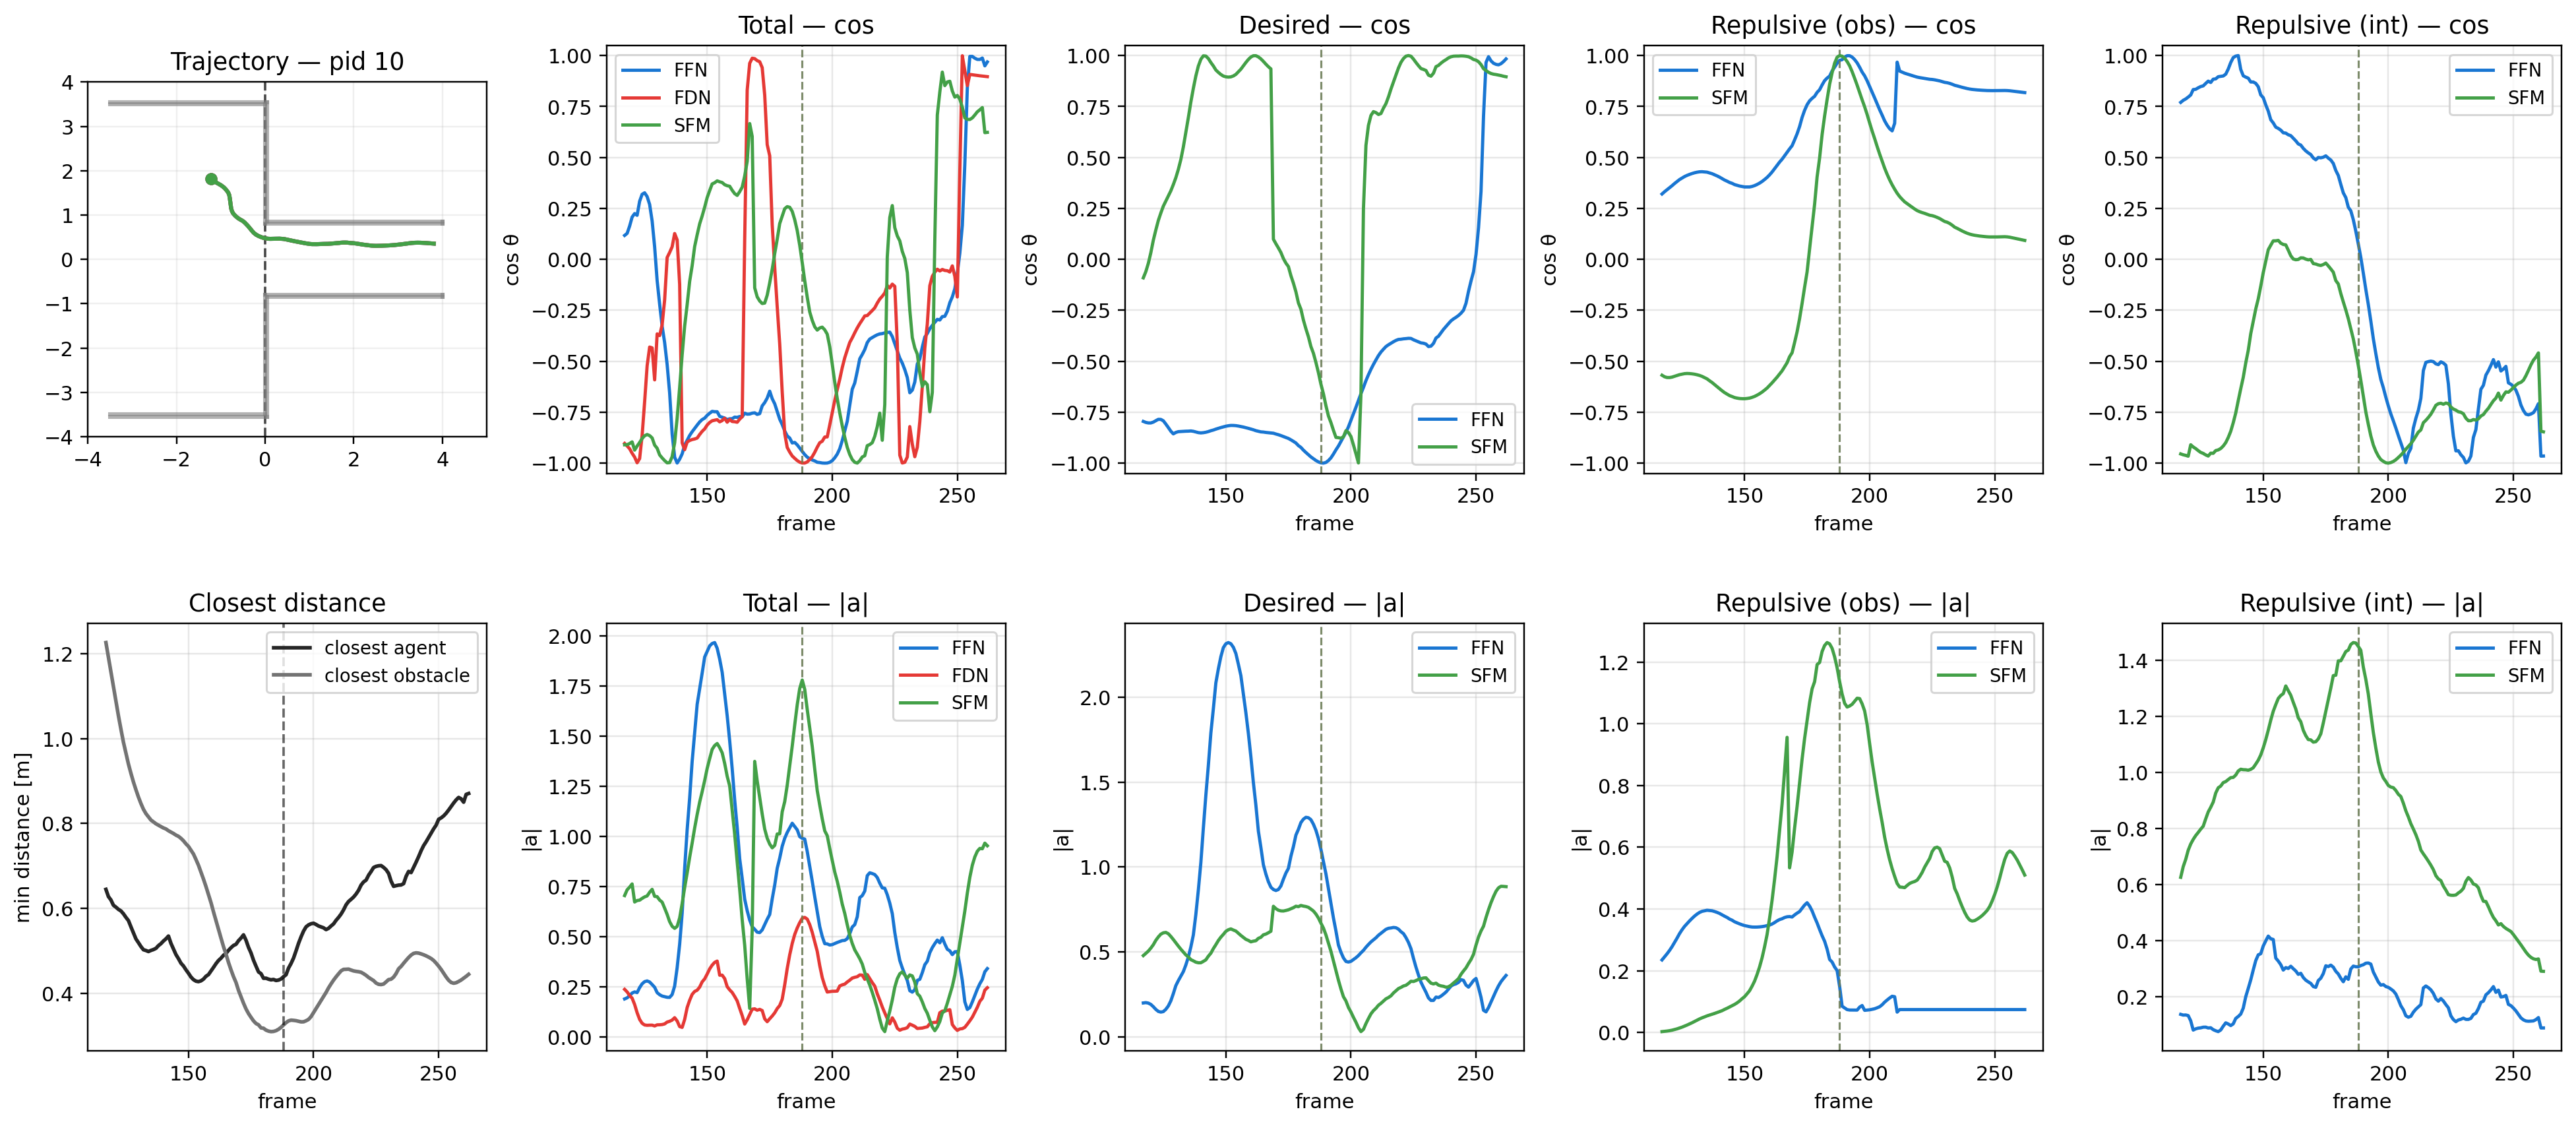 Trajectory — pid 10
4
3
2
1
0
−1
−2
−3
−4
−4
−2
0
2
4
Total — cos
cos θ
1.00
0.75
0.50
0.25
0.00
−0.25
−0.50
−0.75
−1.00
FFN
FDN
SFM
150
200
250
frame
Desired — cos
cos θ
1.00
0.75
0.50
0.25
0.00
−0.25
−0.50
−0.75
−1.00
FFN
SFM
150
200
250
frame
Repulsive (obs) — cos
cos θ
1.00
0.75
0.50
0.25
0.00
−0.25
−0.50
−0.75
−1.00
FFN
SFM
150
200
250
frame
Repulsive (int) — cos
cos θ
1.00
0.75
0.50
0.25
0.00
−0.25
−0.50
−0.75
−1.00
FFN
SFM
150
200
250
frame
Closest distance
min distance [m]
1.2
1.0
0.8
0.6
0.4
closest agent
closest obstacle
150
200
250
frame
Total — |a|
|a|
2.00
1.75
1.50
1.25
1.00
0.75
0.50
0.25
0.00
FFN
FDN
SFM
150
200
250
frame
Desired — |a|
|a|
2.0
1.5
1.0
0.5
0.0
FFN
SFM
150
200
250
frame
Repulsive (obs) — |a|
|a|
1.2
1.0
0.8
0.6
0.4
0.2
0.0
FFN
SFM
150
200
250
frame
Repulsive (int) — |a|
|a|
1.4
1.2
1.0
0.8
0.6
0.4
0.2
FFN
SFM
150
200
250
frame